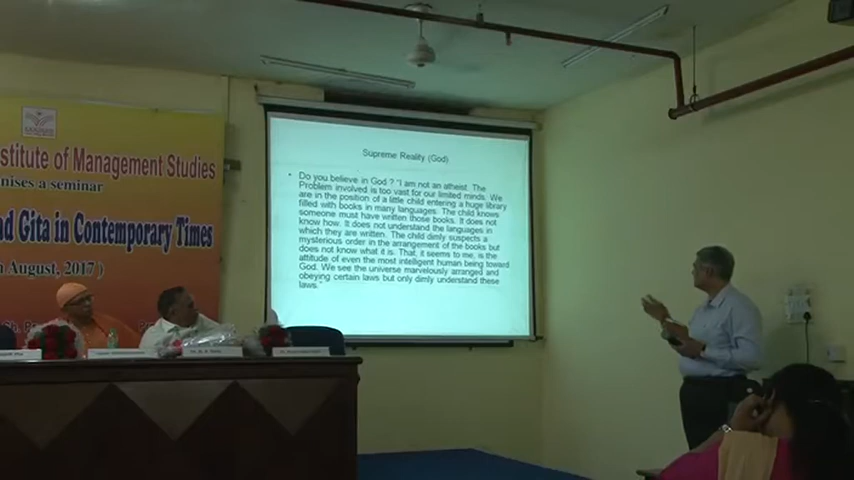 stitute of Management Studies
nises a seminar
nd Gita in Contemporary Times
August, 2017 )
Supreme Reality (God)
• Do you believe in God ? "I am not an atheist. The
Problem involved is too vast for our limited minds. We
are in the position of a little child entering a huge library
filled with books in many languages. The child knows
someone must have written those books. It does not
know how. It does not understand the languages in
which they are written. The child dimly suspects a
mysterious order in the arrangement of the books but
does not know what it is. That, it seems to me, is the
attitude of even the most intelligent human being toward
God. We see the universe marvelously arranged and
obeying certain laws but only dimly understand these
laws."